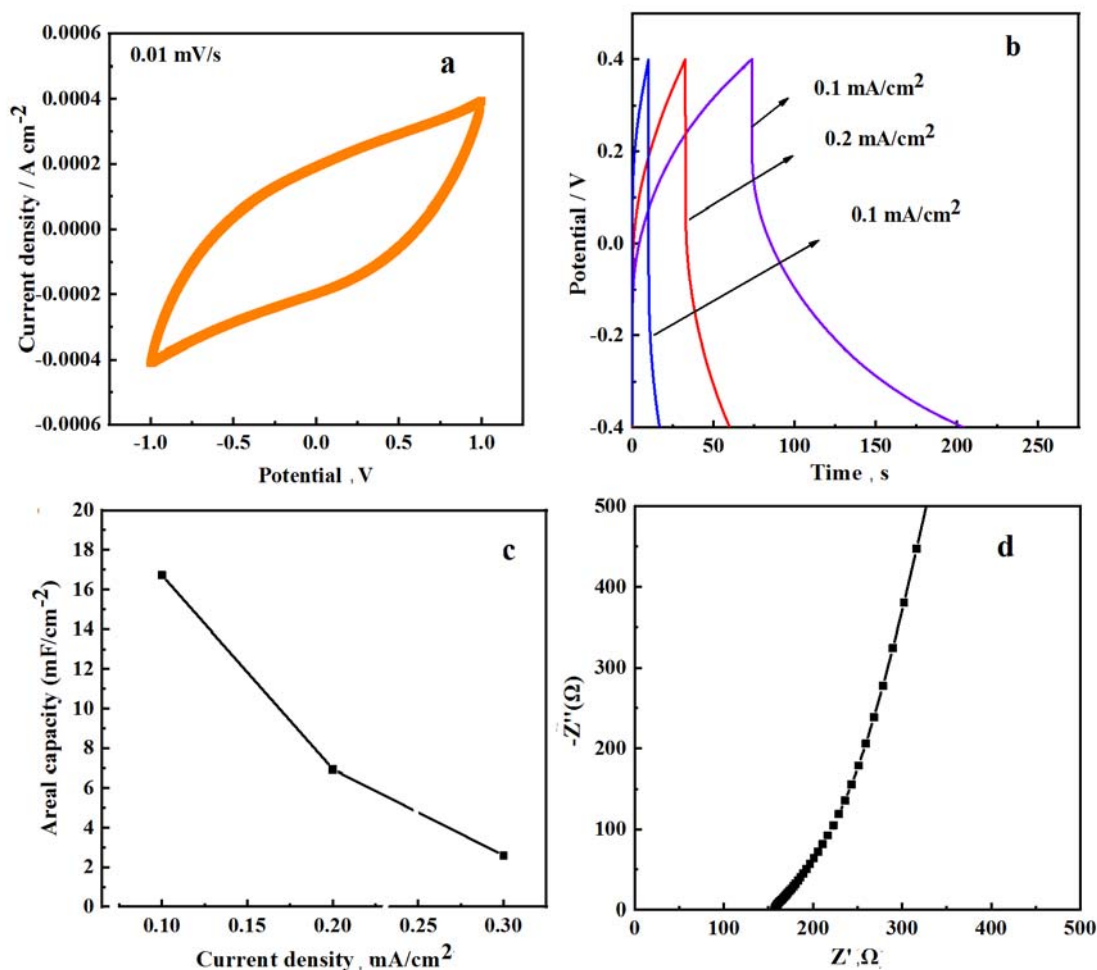 0.01 mV/s
a
0.0006
0.0004
0.0002
0.0000
-0.0002
-0.0004
-0.0006
Current density / A cm⁻²
-1.0 -0.5 0.0 0.5 1.0
Potential , V
b
0.4
0.2
0.0
-0.2
-0.4
Potential / V
0.1 mA/cm²
0.2 mA/cm²
0.1 mA/cm²
0 50 100 150 200 250
Time , s
c
20
18
16
14
12
10
8
6
4
2
0
Areal capacity (mF/cm⁻²)
0.10 0.15 0.20 0.25 0.30
Current density , mA/cm²
d
500
400
300
200
100
0
-Z''(Ω)
0 100 200 300 400 500
Z' ,Ω